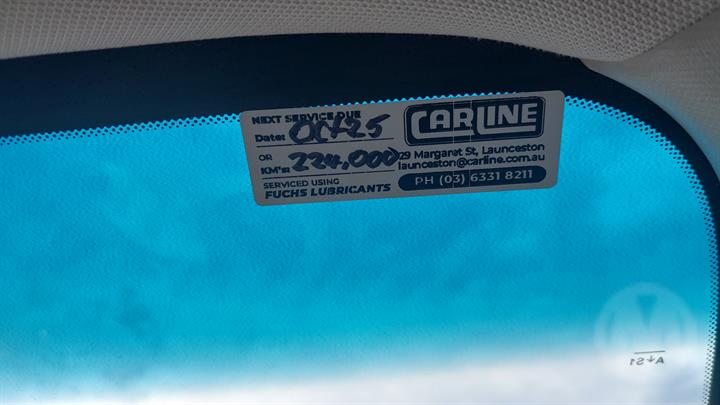 NEXT SERVICE DUE
Date: Oct 25
OR
KM's: 224,000
SERVICED USING
FUCHS LUBRICANTS
CARLINE
29 Margaret St, Launceston
launceston@carline.com.au
PH (03) 6331 8211